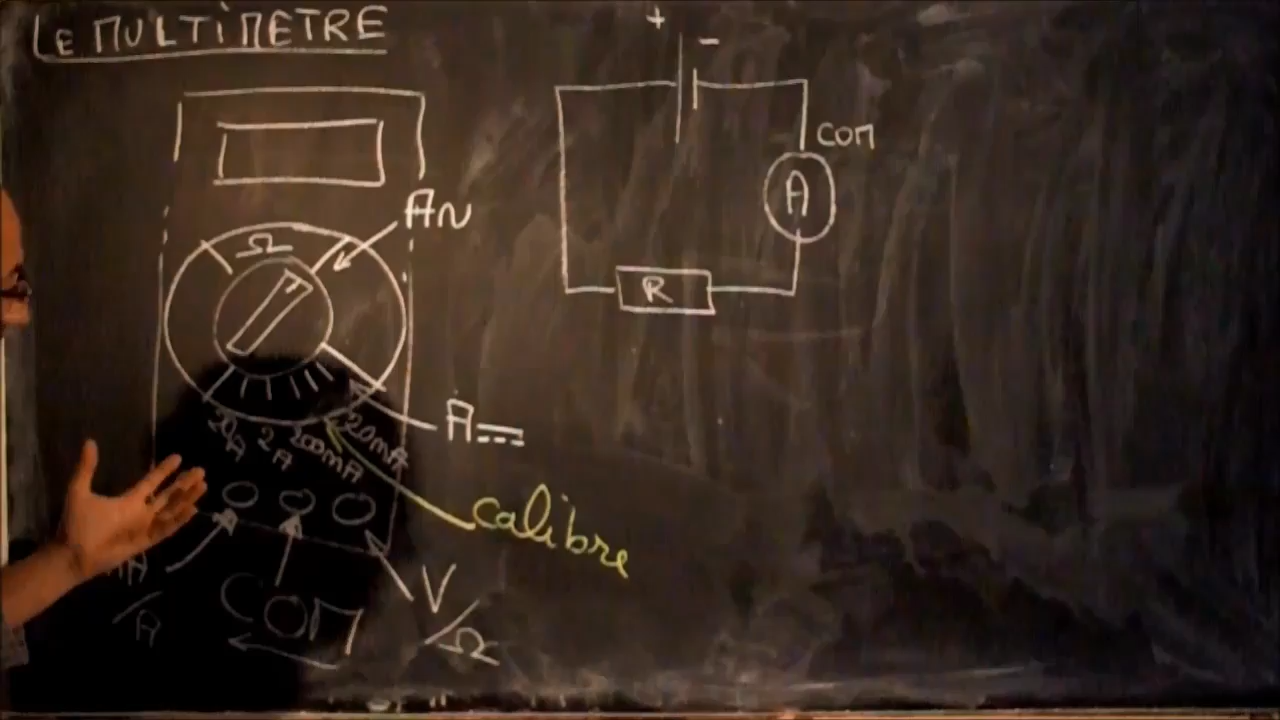 LE MULTIMETRE
+ -
COM
A
A~
Ω
R
A
20A 2A 200mA 20mA
calibre
mA/A
COM
V/Ω